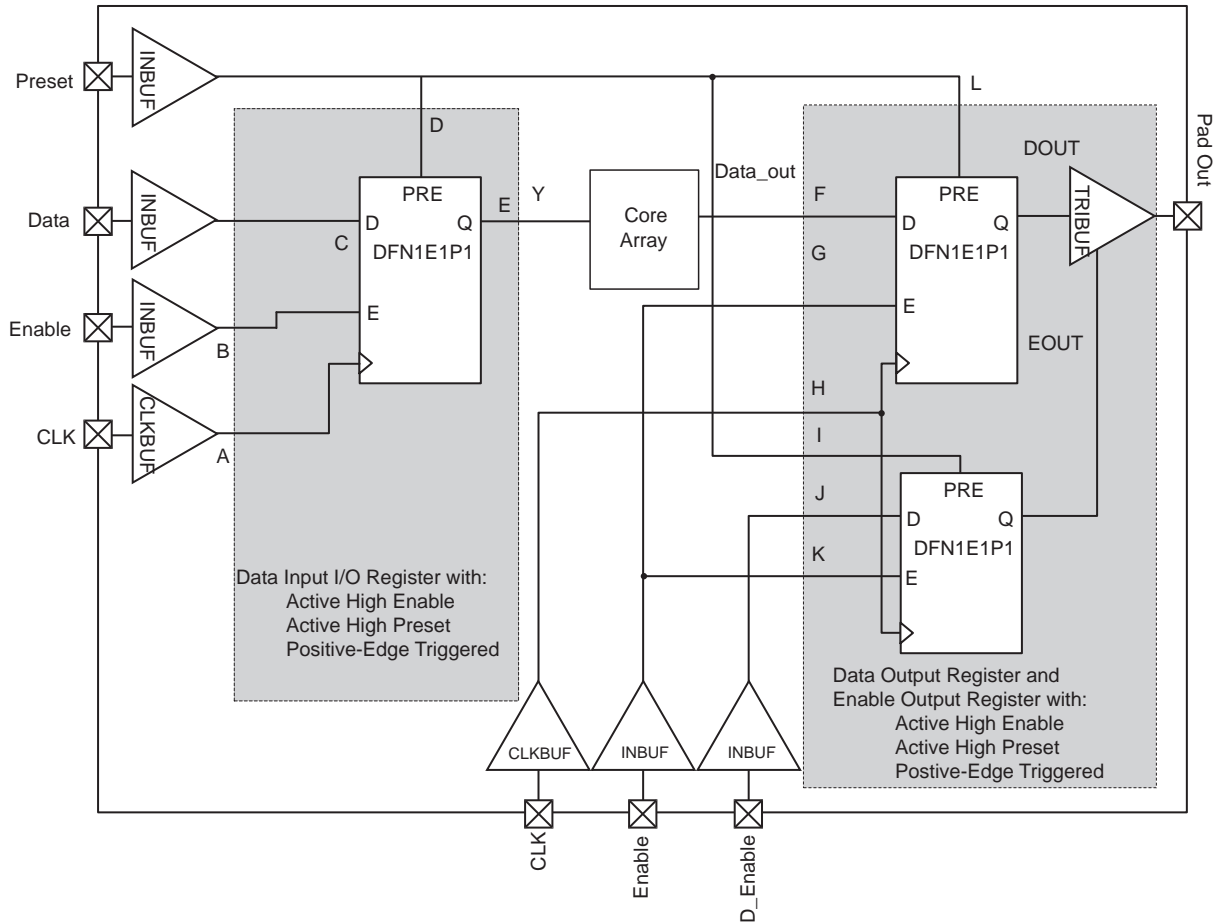 Preset
INBUF
L
D
Pad Out
DOUT
Data
INBUF
PRE
D
Q
DFN1E1P1
E
C
E
Y
Core
Array
Data_out
F
G
PRE
D
Q
DFN1E1P1
E
TRIBUF
EOUT
Enable
INBUF
B
CLK
CLKBUF
A
H
I
J
K
PRE
D
Q
DFN1E1P1
E
Data Input I/O Register with:
Active High Enable
Active High Preset
Positive-Edge Triggered
Data Output Register and
Enable Output Register with:
Active High Enable
Active High Preset
Postive-Edge Triggered
CLKBUF
INBUF
INBUF
CLK
Enable
D_Enable